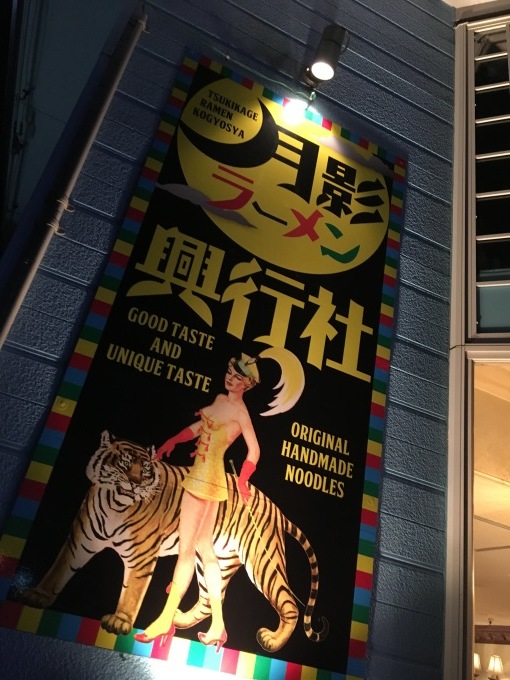 TSUKIKAGE
RAMEN
KOGYOSYA
月影
ラーメン
興行社
GOOD TASTE
AND
UNIQUE TASTE
ORIGINAL
HANDMADE
NOODLES